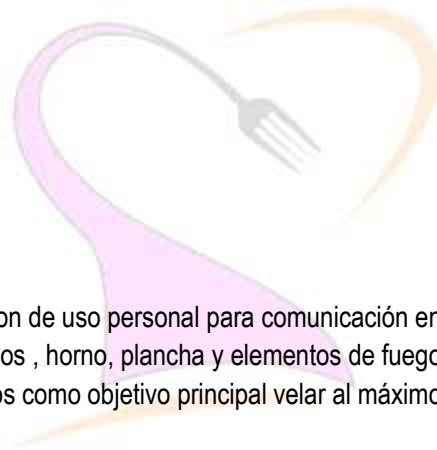 on de uso personal para comunicación en
os , horno, plancha y elementos de fuego
os como objetivo principal velar al máximo